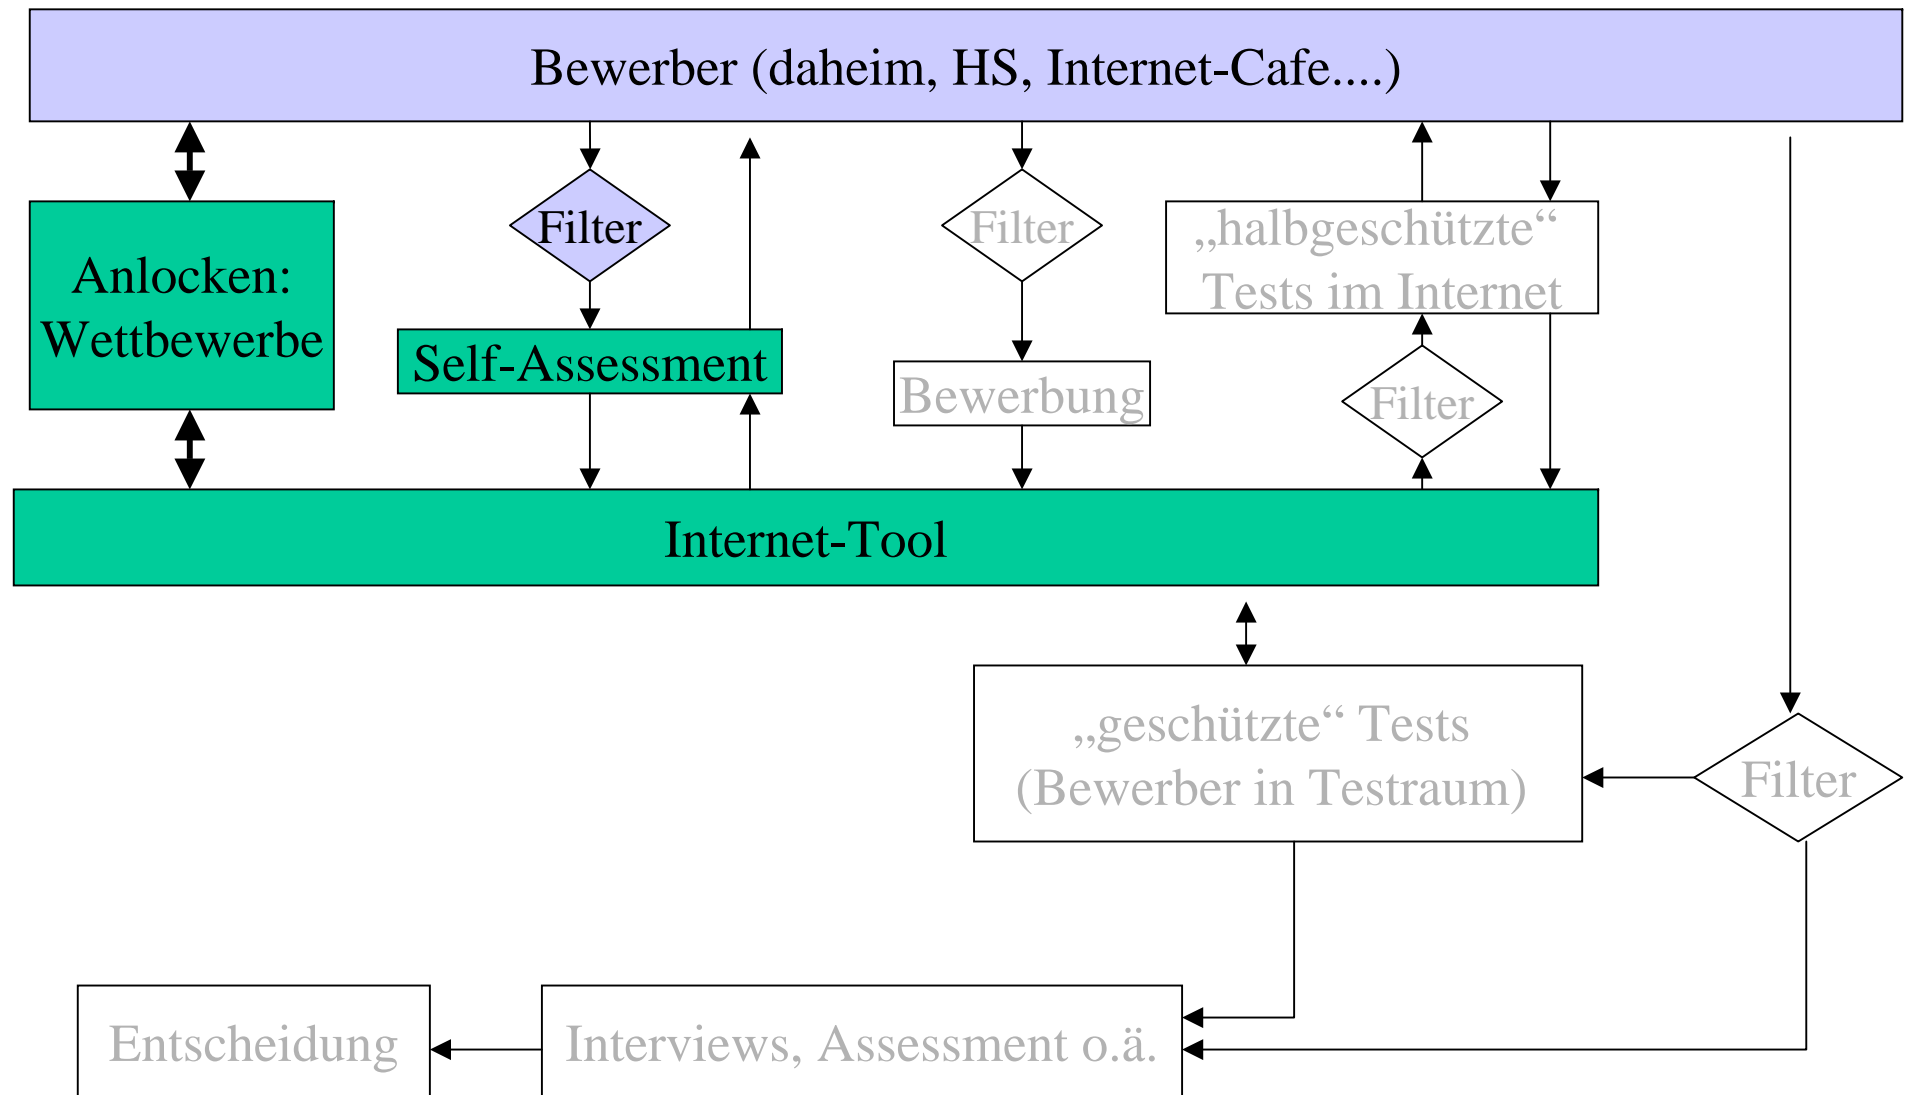 Bewerber (daheim, HS, Internet-Cafe....)
Filter
Filter
„halbgeschützte“
Tests im Internet
Anlocken:
Wettbewerbe
Self-Assessment
Bewerbung
Filter
Internet-Tool
„geschützte“ Tests
(Bewerber in Testraum)
Filter
Entscheidung
Interviews, Assessment o.ä.